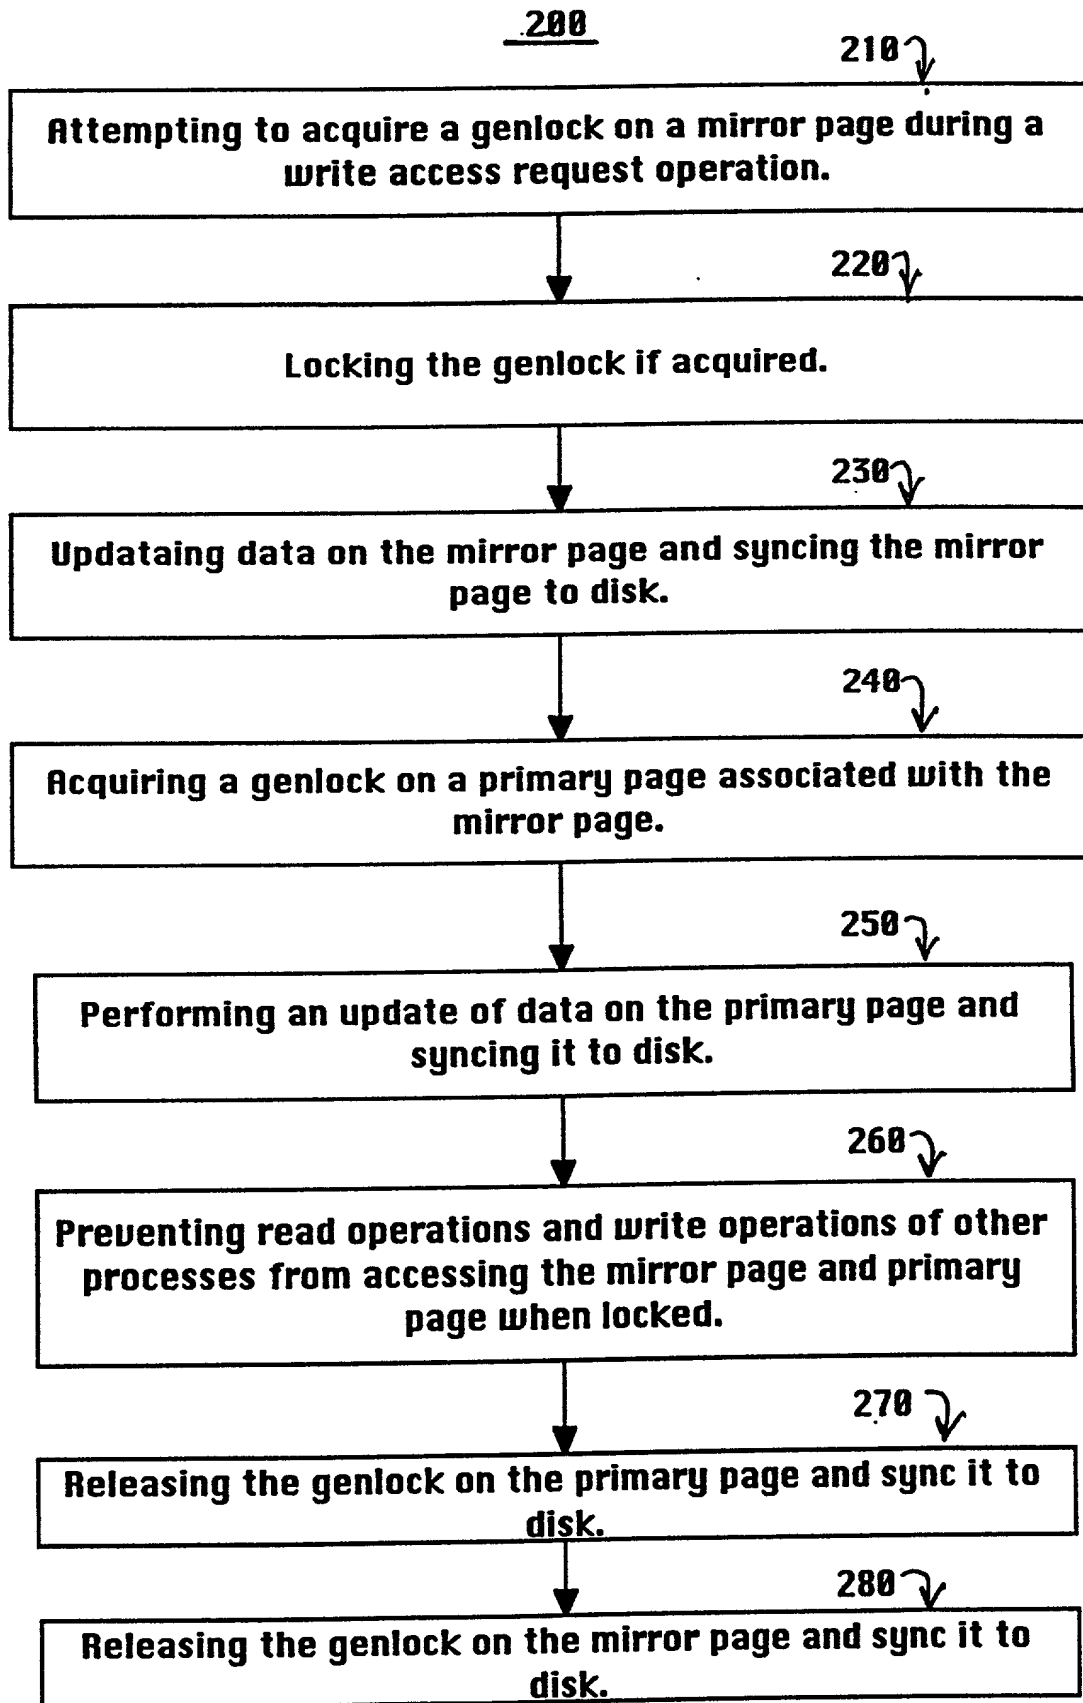 200
210
Attempting to acquire a genlock on a mirror page during a
write access request operation.
220
Locking the genlock if acquired.
230
Updataing data on the mirror page and syncing the mirror
page to disk.
240
Acquiring a genlock on a primary page associated with the
mirror page.
250
Performing an update of data on the primary page and
syncing it to disk.
260
Preventing read operations and write operations of other
processes from accessing the mirror page and primary
page when locked.
270
Releasing the genlock on the primary page and sync it to
disk.
280
Releasing the genlock on the mirror page and sync it to
disk.